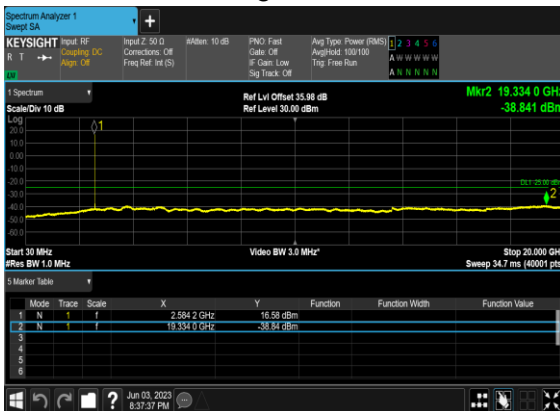 Spectrum Analyzer 1
Swept SA
+
KEYSIGHT Input: RF Input Z: 50 Ω #Atten: 10 dB PNO: Fast Avg Type: Power (RMS) 1 2 3 4 5 6
R T Coupling: DC Corrections: Off Gate: Off Avg|Hold: 100/100 A W W W W W
Align: Off Freq Ref: Int (S) IF Gain: Low Trig: Free Run
Sig Track: Off A N N N N N
LV
1 Spectrum Ref Lvl Offset 35.98 dB Mkr2 19.334 0 GHz
Scale/Div 10 dB Ref Level 30.00 dBm -38.841 dBm
Log
20.0
10.0
0.00
-10.0
-20.0
-30.0
-40.0
-50.0
-60.0
1
DL1 -25.00 dBm
2
Start 30 MHz Video BW 3.0 MHz* Stop 20.000 GHz
#Res BW 1.0 MHz Sweep 34.7 ms (40001 pts)
5 Marker Table
Mode Trace Scale X Y Function Function Width Function Value
1 N 1 f 2.584 2 GHz 16.58 dBm
2 N 1 f 19.334 0 GHz -38.84 dBm
3
4
5
6
? Jun 03, 2023
8:37:37 PM